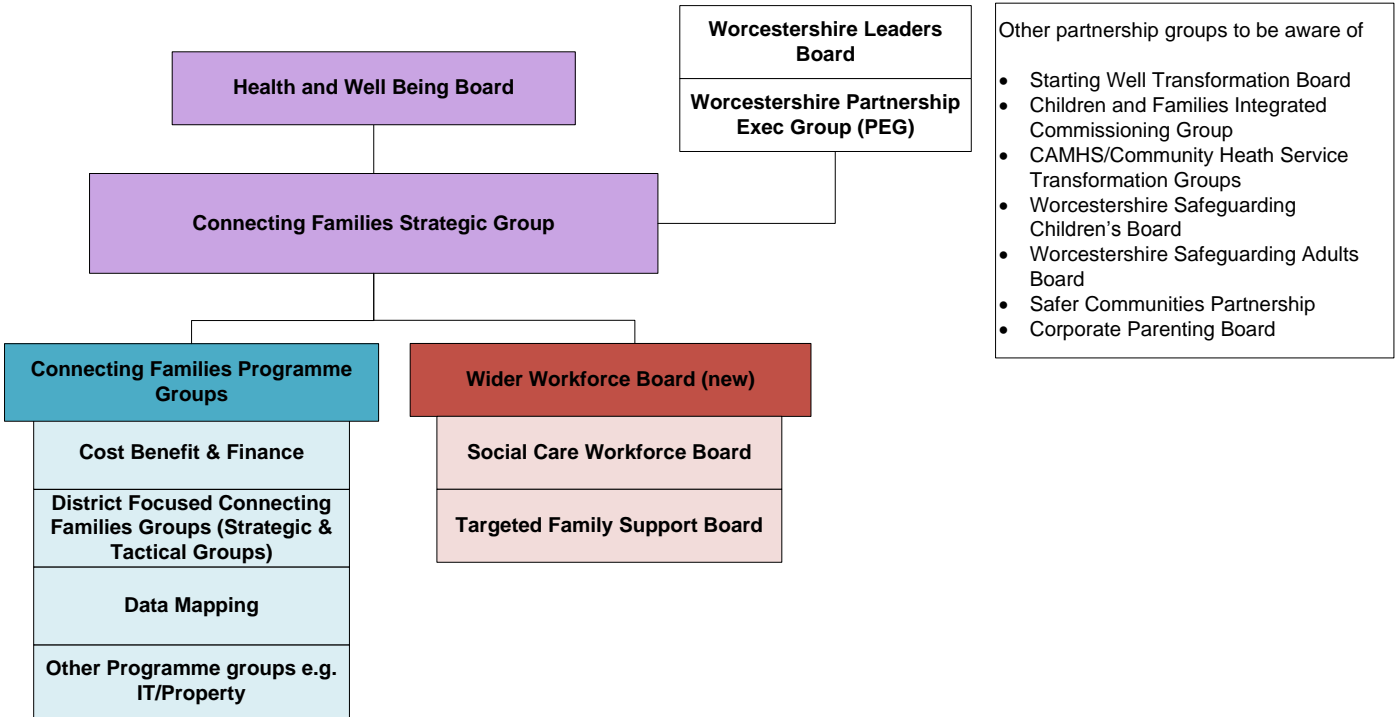 Health and Well Being Board
Worcestershire Leaders
Board
Worcestershire Partnership
Exec Group (PEG)
Connecting Families Strategic Group
Connecting Families Programme
Groups
Cost Benefit & Finance
District Focused Connecting
Families Groups (Strategic &
Tactical Groups)
Data Mapping
Other Programme groups e.g.
IT/Property
Wider Workforce Board (new)
Social Care Workforce Board
Targeted Family Support Board
Other partnership groups to be aware of
• Starting Well Transformation Board
• Children and Families Integrated
Commissioning Group
• CAMHS/Community Heath Service
Transformation Groups
• Worcestershire Safeguarding
Children’s Board
• Worcestershire Safeguarding Adults
Board
• Safer Communities Partnership
• Corporate Parenting Board